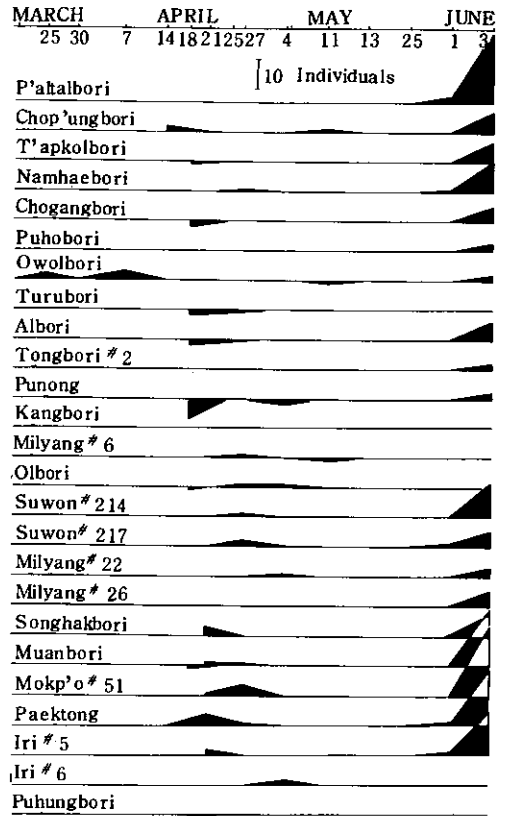 MARCH APRIL MAY JUNE
25 30 7 14 18 21 25 27 4 11 13 25 1 3
10 Individuals
P'altalbori
Chop'ungbori
T'apkolbori
Namhaebori
Chogangbori
Puhobori
Owolbori
Turubori
Albori
Tongbori # 2
Punong
Kangbori
Milyang # 6
Olbori
Suwon # 214
Suwon # 217
Milyang # 22
Milyang # 26
Songhakbori
Muanbori
Mokp'o # 51
Paektong
Iri # 5
Iri # 6
Puhungbori